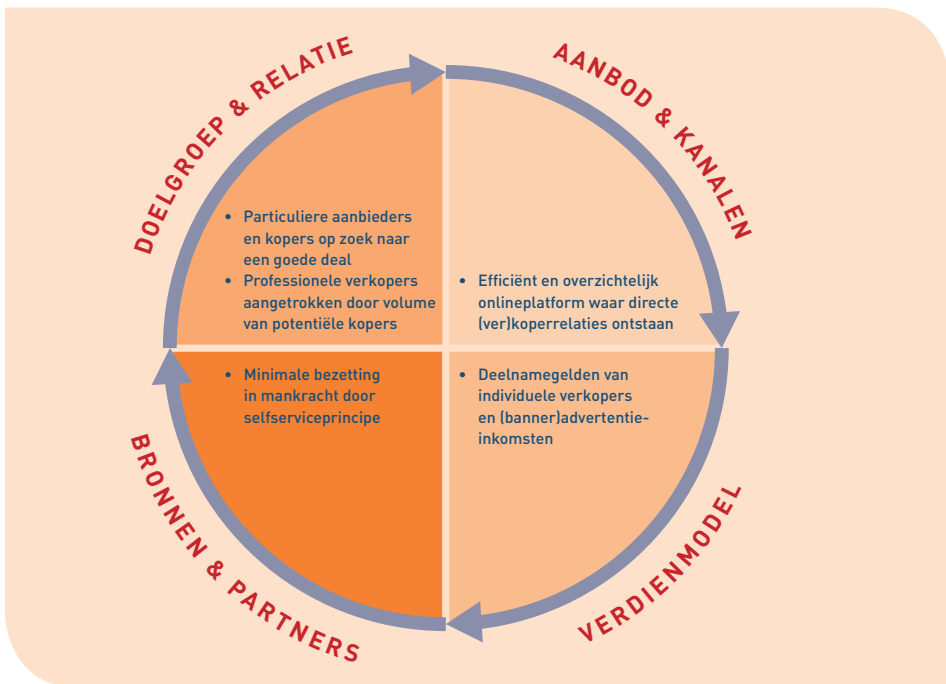 DOELGROEP & RELATIE
• Particuliere aanbieders
en kopers op zoek naar
een goede deal
• Professionele verkopers
aangetrokken door volume
van potentiële kopers
AANBOD & KANALEN
• Efficiënt en overzichtelijk
onlineplatform waar directe
(ver)koperrelaties ontstaan
BRONNEN & PARTNERS
• Minimale bezetting
in mankracht door
selfserviceprincipe
VERDIENMODEL
• Deelnamegelden van
individuele verkopers
en (banner)advertentie-
inkomsten